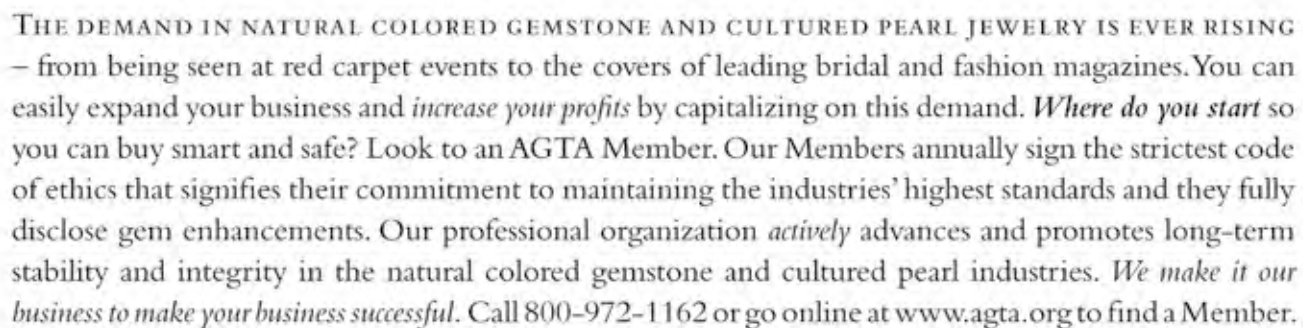 THE DEMAND IN NATURAL COLORED GEMSTONE AND CULTURED PEARL JEWELRY IS EVER RISING
– from being seen at red carpet events to the covers of leading bridal and fashion magazines. You can
easily expand your business and increase your profits by capitalizing on this demand. Where do you start so
you can buy smart and safe? Look to an AGTA Member. Our Members annually sign the strictest code
of ethics that signifies their commitment to maintaining the industries' highest standards and they fully
disclose gem enhancements. Our professional organization actively advances and promotes long-term
stability and integrity in the natural colored gemstone and cultured pearl industries. We make it our
business to make your business successful. Call 800-972-1162 or go online at www.agta.org to find a Member.